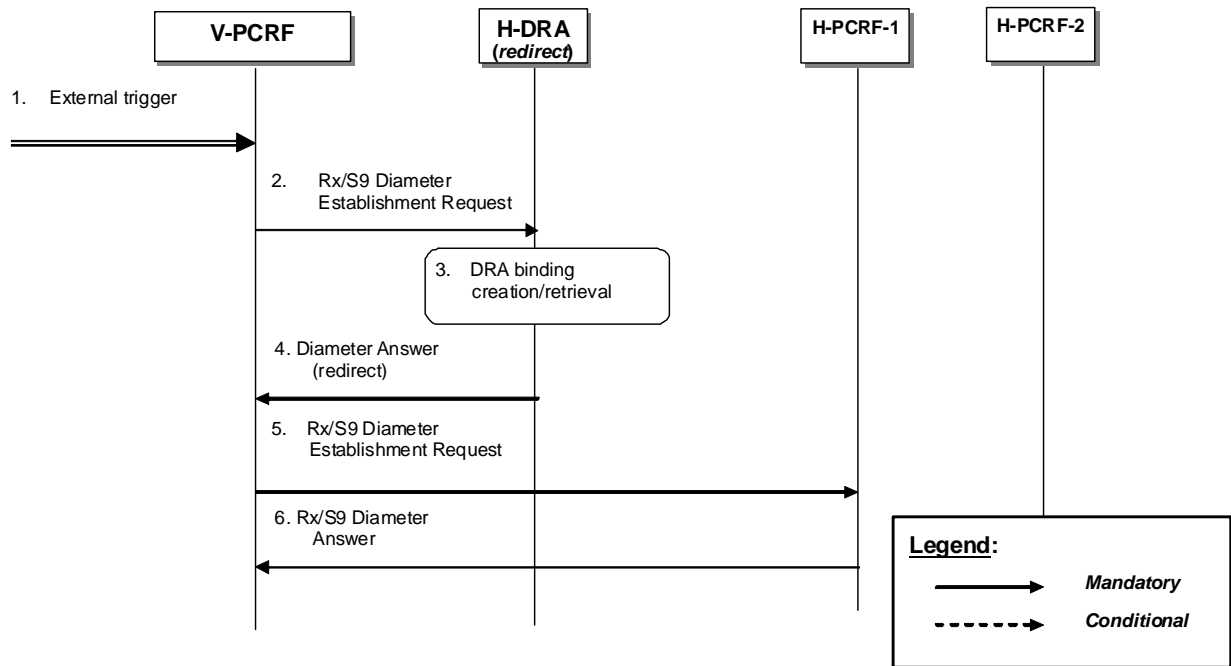 V-PCRF
H-DRA
(redirect)
H-PCRF-1
H-PCRF-2
1. External trigger
2. Rx/S9 Diameter
Establishment Request
3. DRA binding
creation/retrieval
4. Diameter Answer
(redirect)
5. Rx/S9 Diameter
Establishment Request
6. Rx/S9 Diameter
Answer
Legend:
Mandatory
Conditional